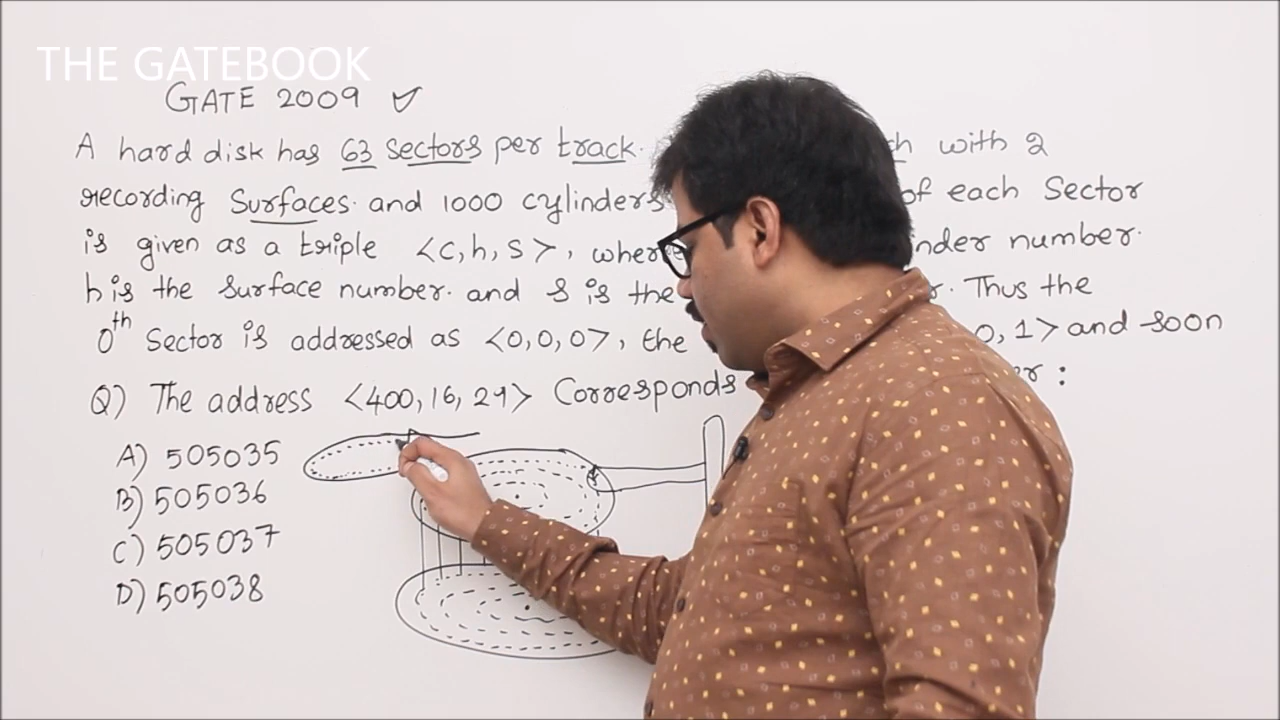 THE GATEBOOK
GATE 2009
A hard disk has 63 sectors per track. with 2
recording Surfaces. and 1000 cylinders of each Sector
is given as a triple <c, h, s>, where number.
h is the surface number. and s is the Thus the
0th Sector is addressed as <0,0,0>, the 0, 1> and so on
Q) The address <400, 16, 29> Corresponds :
A) 505035
B) 505036
C) 505037
D) 505038